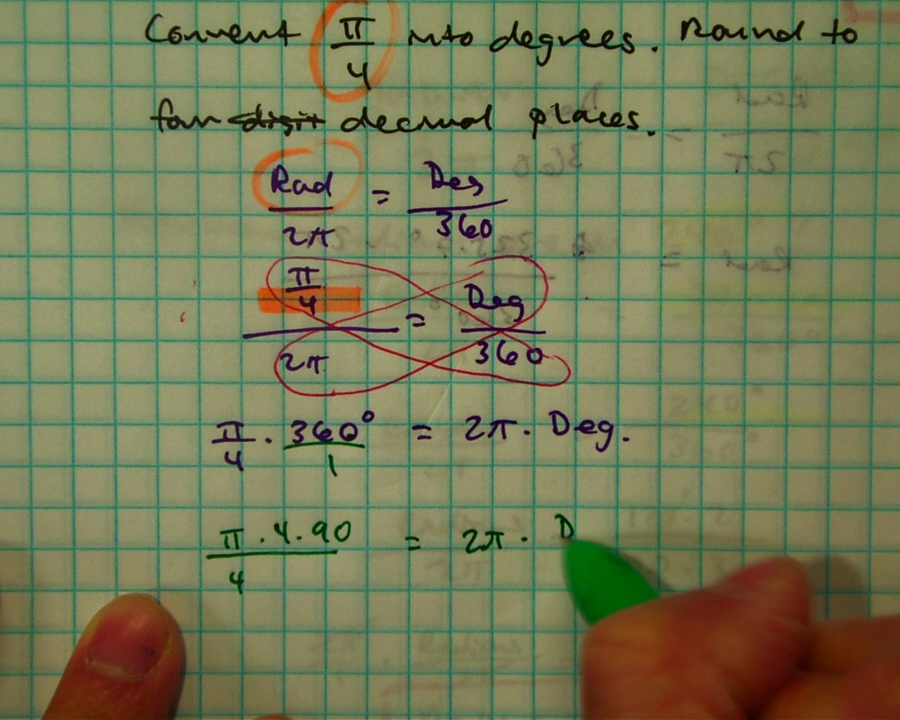 Convert π/4 into degrees. Round to
four digit decimal places.
Rad/2π = Deg/360
(π/4)/2π = Deg/360
π/4 · 360°/1 = 2π · Deg.
π · 4 · 90/4 = 2π · D